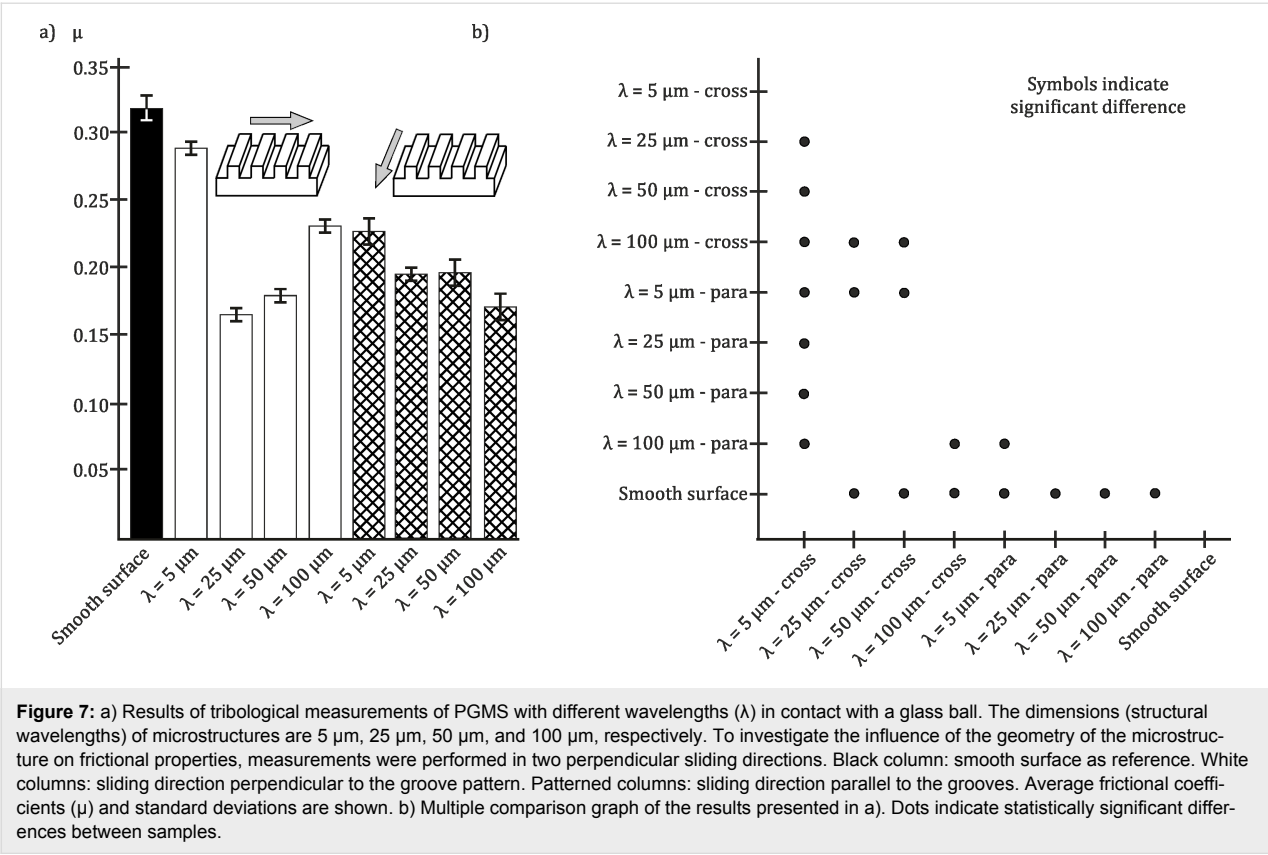 a) μ
0.35
0.30
0.25
0.20
0.15
0.10
0.05
Smooth surface
λ = 5 μm
λ = 25 μm
λ = 50 μm
λ = 100 μm
λ = 5 μm
λ = 25 μm
λ = 50 μm
λ = 100 μm
b)
Symbols indicate
significant difference
λ = 5 μm - cross
λ = 25 μm - cross
λ = 50 μm - cross
λ = 100 μm - cross
λ = 5 μm - para
λ = 25 μm - para
λ = 50 μm - para
λ = 100 μm - para
Smooth surface
λ = 5 μm - cross
λ = 25 μm - cross
λ = 50 μm - cross
λ = 100 μm - cross
λ = 5 μm - para
λ = 25 μm - para
λ = 50 μm - para
λ = 100 μm - para
Smooth surface
Figure 7: a) Results of tribological measurements of PGMS with different wavelengths (λ) in contact with a glass ball. The dimensions (structural
wavelengths) of microstructures are 5 μm, 25 μm, 50 μm, and 100 μm, respectively. To investigate the influence of the geometry of the microstruc-
ture on frictional properties, measurements were performed in two perpendicular sliding directions. Black column: smooth surface as reference. White
columns: sliding direction perpendicular to the groove pattern. Patterned columns: sliding direction parallel to the grooves. Average frictional coeffi-
cients (μ) and standard deviations are shown. b) Multiple comparison graph of the results presented in a). Dots indicate statistically significant differ-
ences between samples.